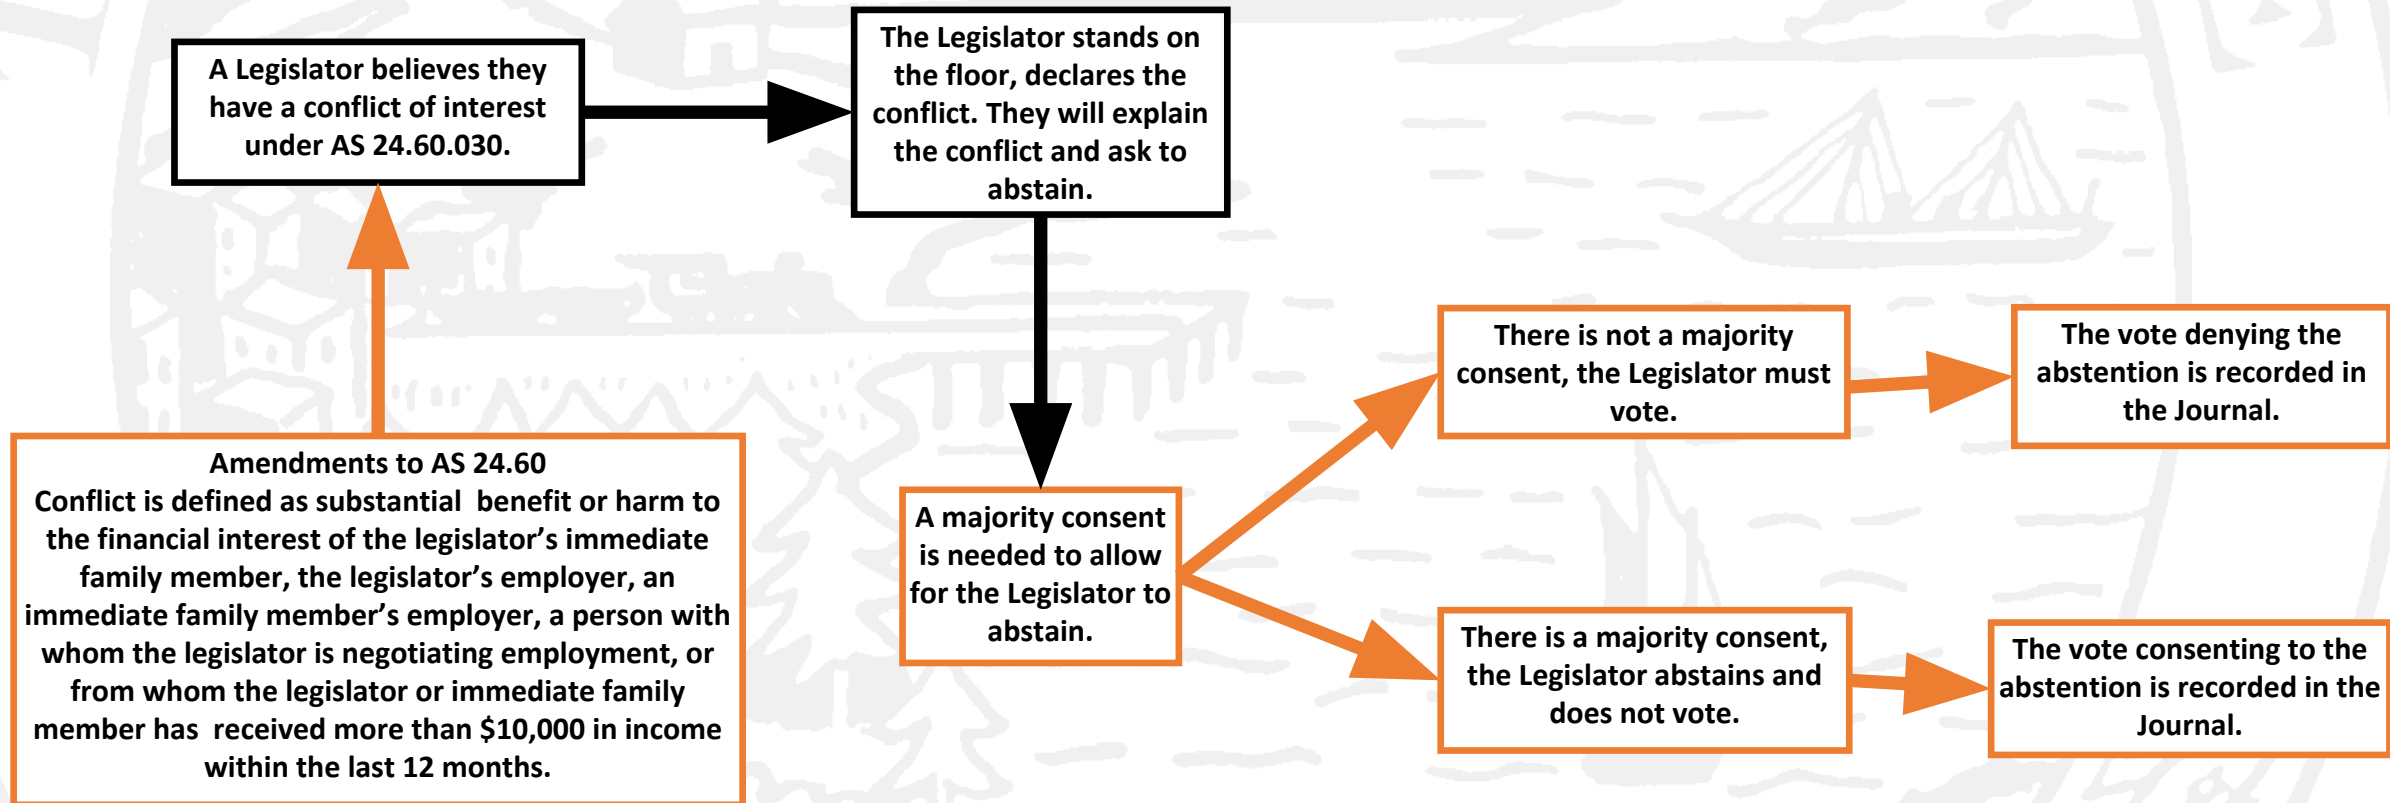 A Legislator believes they
have a conflict of interest
under AS 24.60.030.
The Legislator stands on
the floor, declares the
conflict. They will explain
the conflict and ask to
abstain.
Amendments to AS 24.60
Conflict is defined as substantial  benefit or harm to
the financial interest of the legislator’s immediate
family member, the legislator’s employer, an
immediate family member’s employer, a person with
whom the legislator is negotiating employment, or
from whom the legislator or immediate family
member has  received more than $10,000 in income
within the last 12 months.
A majority consent
is needed to allow
for the Legislator to
abstain.
There is not a majority
consent, the Legislator must
vote.
The vote denying the
abstention is recorded in
the Journal.
There is a majority consent,
the Legislator abstains and
does not vote.
The vote consenting to the
abstention is recorded in the
Journal.